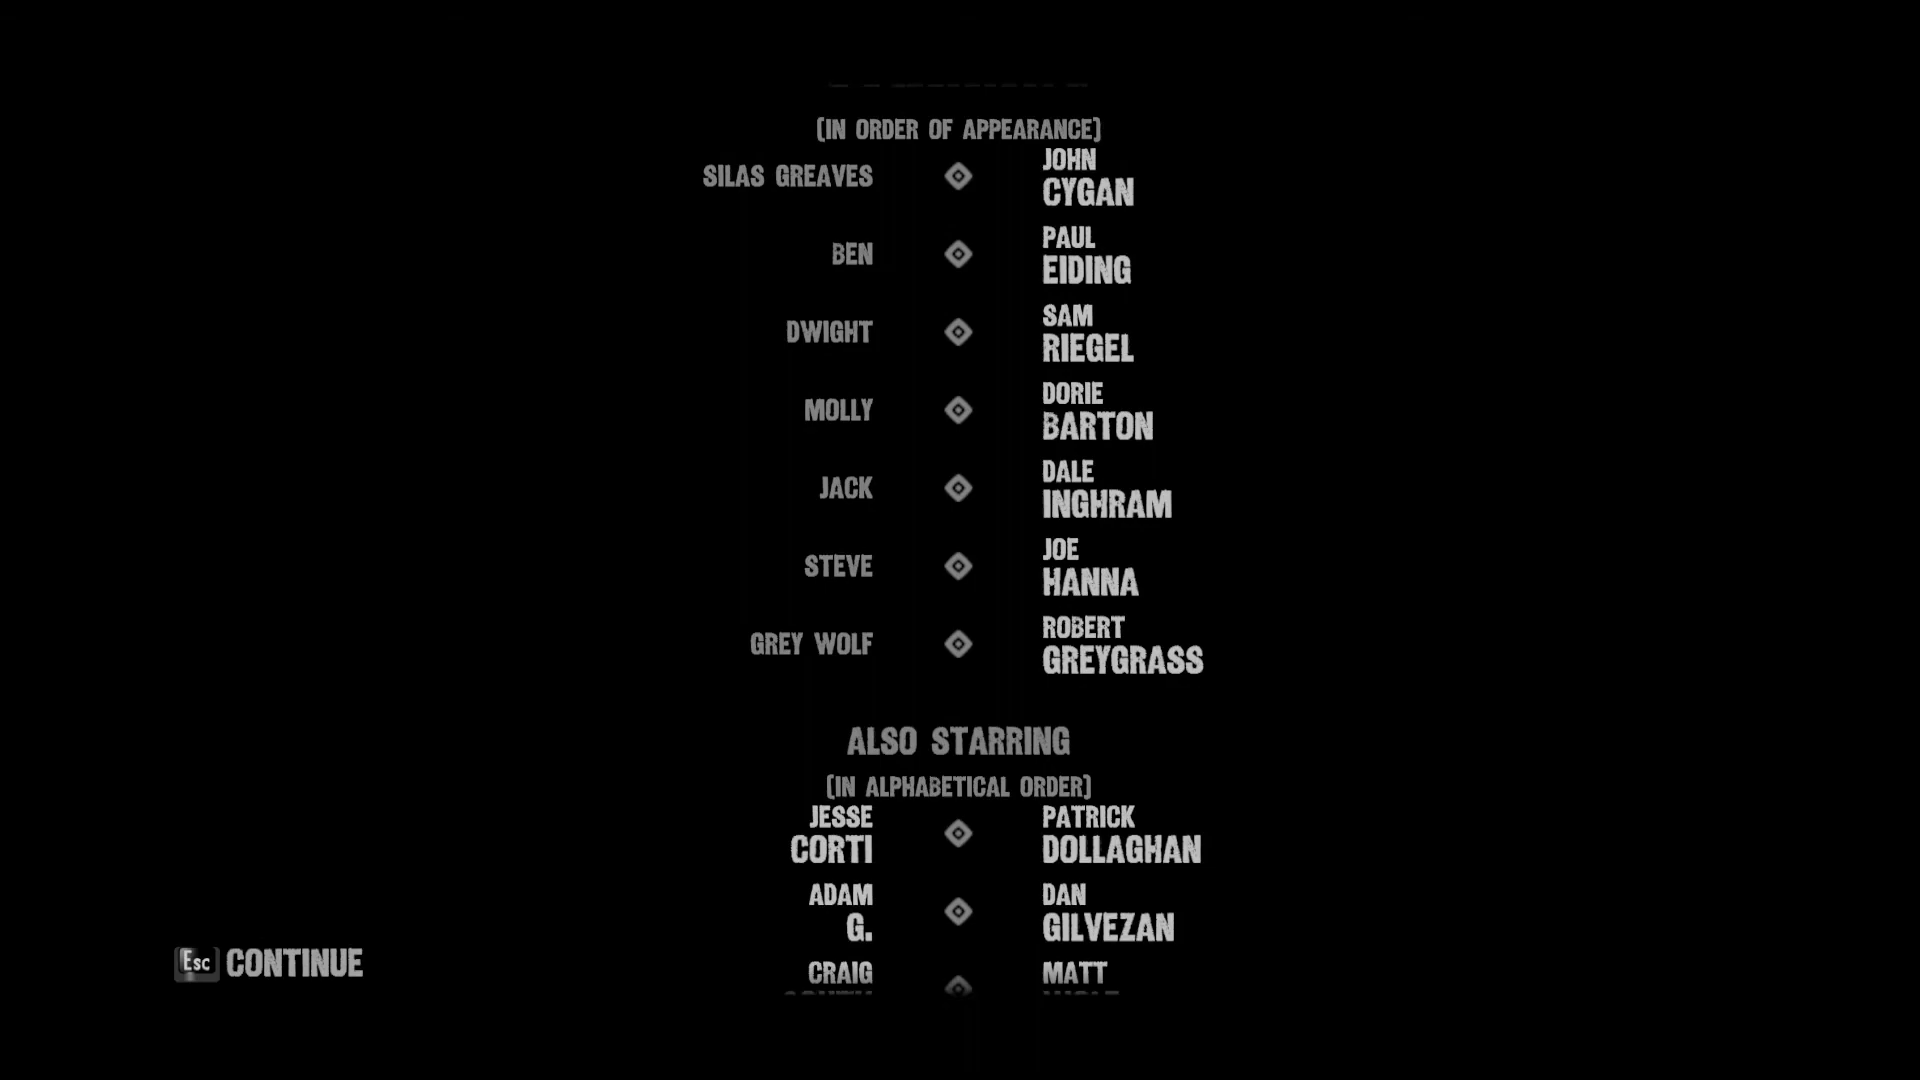 (IN ORDER OF APPEARANCE)
SILAS GREAVES
JOHN
CYGAN
BEN
PAUL
EIDING
DWIGHT
SAM
RIEGEL
MOLLY
DORIE
BARTON
JACK
DALE
INGHRAM
STEVE
JOE
HANNA
GREY WOLF
ROBERT
GREYGRASS
ALSO STARRING
(IN ALPHABETICAL ORDER)
JESSE
CORTI
PATRICK
DOLLAGHAN
ADAM
G.
DAN
GILVEZAN
CRAIG
MATT
Esc CONTINUE